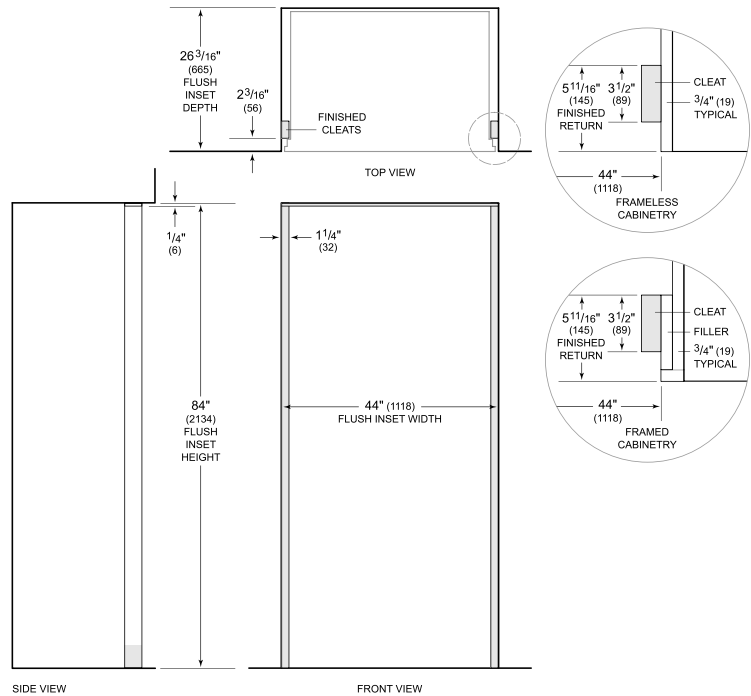 26 3/16"
(665)
FLUSH
INSET
DEPTH
2 3/16"
(56)
FINISHED
CLEATS
TOP VIEW
5 11/16"
(145)
FINISHED
RETURN
3 1/2"
(89)
CLEAT
3/4" (19)
TYPICAL
44"
(1118)
FRAMELESS
CABINETRY
1/4"
(6)
1 1/4"
(32)
5 11/16"
(145)
FINISHED
RETURN
3 1/2"
(89)
CLEAT
FILLER
3/4" (19)
TYPICAL
44"
(1118)
FRAMED
CABINETRY
84"
(2134)
FLUSH
INSET
HEIGHT
44" (1118)
FLUSH INSET WIDTH
SIDE VIEW
FRONT VIEW